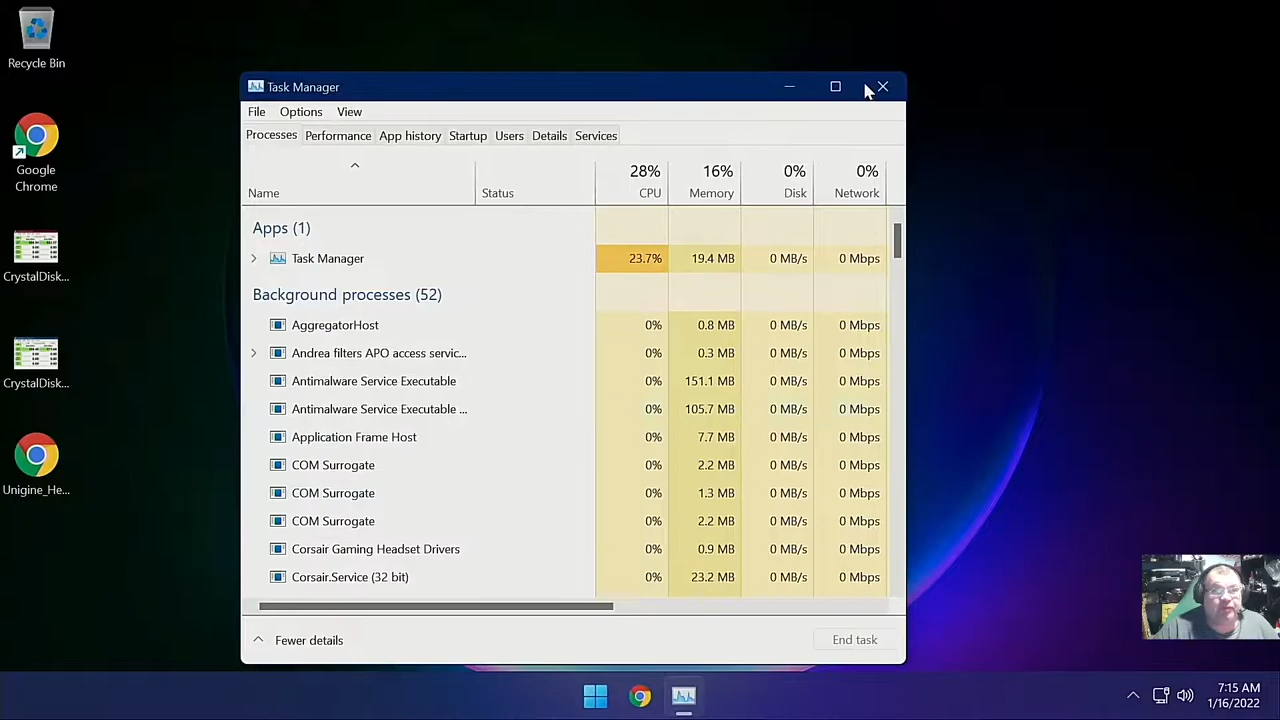 Recycle Bin
Google
Chrome
CrystalDisk...
CrystalDisk...
Unigine_He...
Task Manager
File Options View
Processes Performance App history Startup Users Details Services
28% 16% 0% 0%
Name Status CPU Memory Disk Network
Apps (1)
Task Manager 23.7% 19.4 MB 0 MB/s 0 Mbps
Background processes (52)
AggregatorHost 0% 0.8 MB 0 MB/s 0 Mbps
Andrea filters APO access servic... 0% 0.3 MB 0 MB/s 0 Mbps
Antimalware Service Executable 0% 151.1 MB 0 MB/s 0 Mbps
Antimalware Service Executable ... 0% 105.7 MB 0 MB/s 0 Mbps
Application Frame Host 0% 7.7 MB 0 MB/s 0 Mbps
COM Surrogate 0% 2.2 MB 0 MB/s 0 Mbps
COM Surrogate 0% 1.3 MB 0 MB/s 0 Mbps
COM Surrogate 0% 2.2 MB 0 MB/s 0 Mbps
Corsair Gaming Headset Drivers 0% 0.9 MB 0 MB/s 0 Mbps
Corsair.Service (32 bit) 0% 23.2 MB 0 MB/s 0 Mbps
Fewer details End task
7:15 AM
1/16/2022